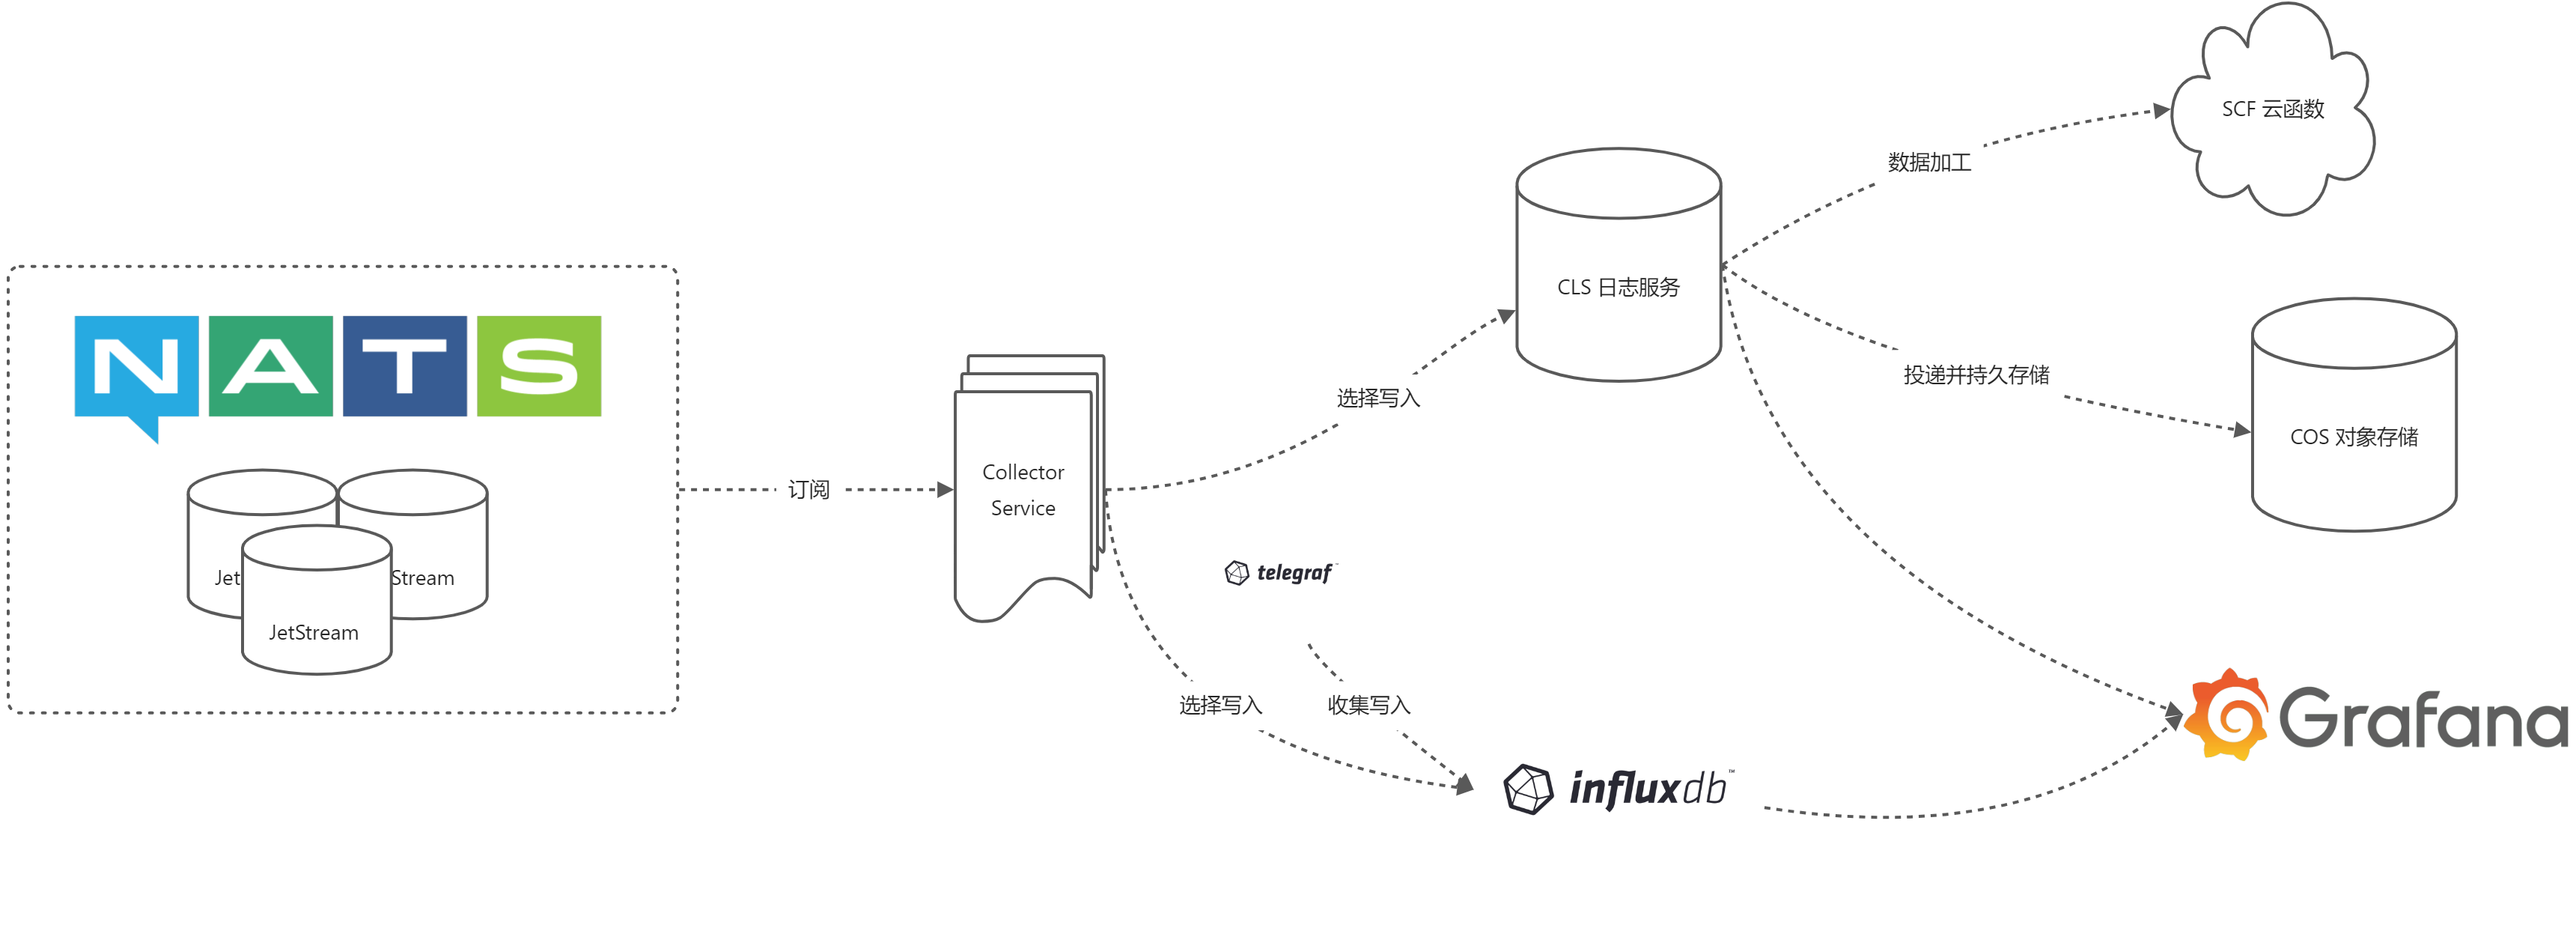 SCF 云函数
数据加工
CLS 日志服务
NATS
投递并持久存储
选择写入
COS 对象存储
Collector
Service
订阅
telegraf
Jet
Stream
JetStream
选择写入
收集写入
Grafana
influxdb™